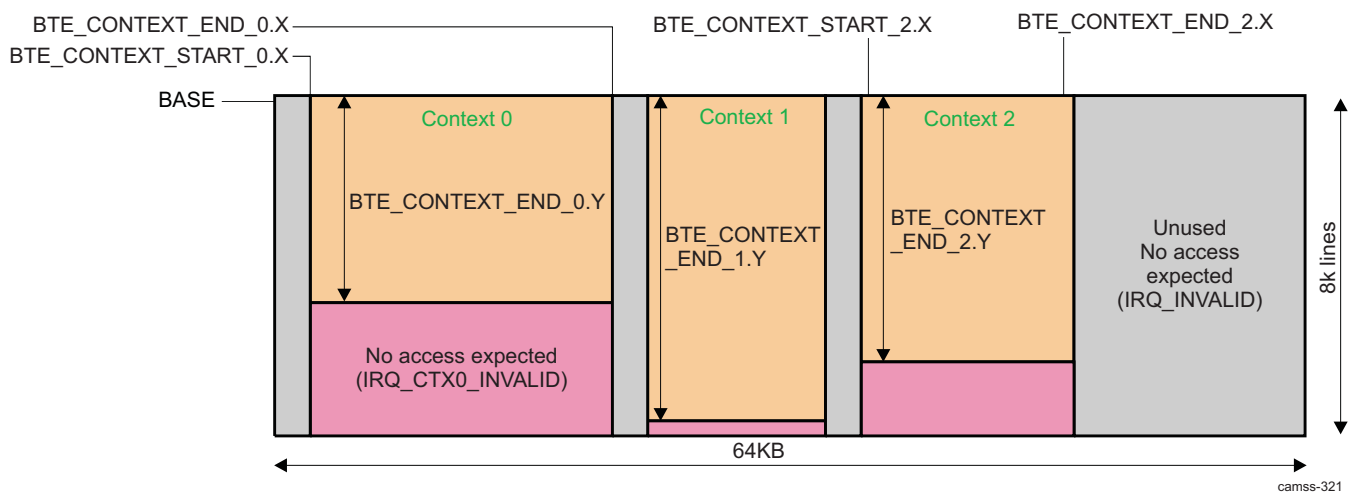 BTE_CONTEXT_END_0.X
BTE_CONTEXT_START_2.X
BTE_CONTEXT_END_2.X
BTE_CONTEXT_START_0.X
BASE
Context 0
Context 1
Context 2
BTE_CONTEXT_END_0.Y
BTE_CONTEXT
_END_1.Y
BTE_CONTEXT
_END_2.Y
Unused
No access
expected
(IRQ_INVALID)
8k lines
No access expected
(IRQ_CTX0_INVALID)
64KB
camss-321